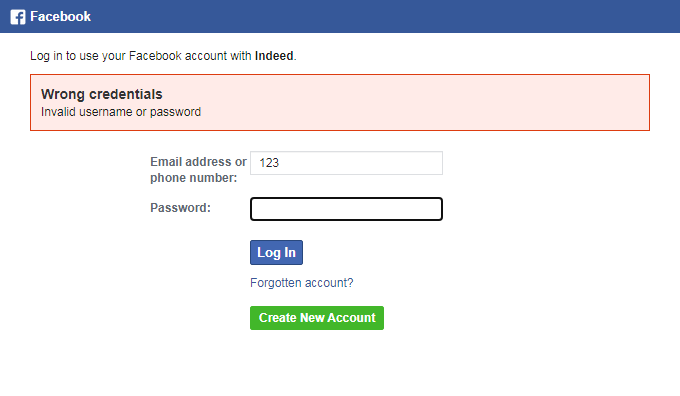 Facebook
Log in to use your Facebook account with Indeed.
Wrong credentials
Invalid username or password
Email address or
phone number:
123
Password:
Log In
Forgotten account?
Create New Account